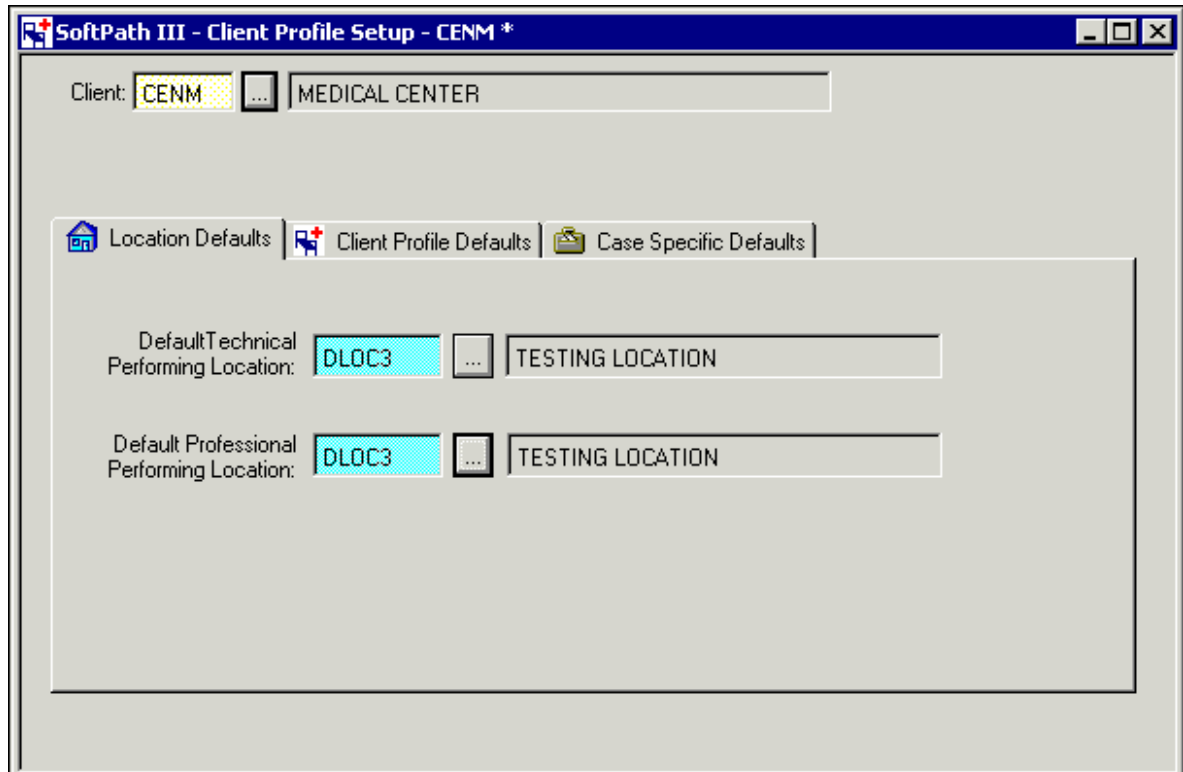 SoftPath III - Client Profile Setup - CENM *
Client: CENM ... MEDICAL CENTER
Location Defaults Client Profile Defaults Case Specific Defaults
DefaultTechnical
Performing Location: DLOC3 ... TESTING LOCATION
Default Professional
Performing Location: DLOC3 ... TESTING LOCATION